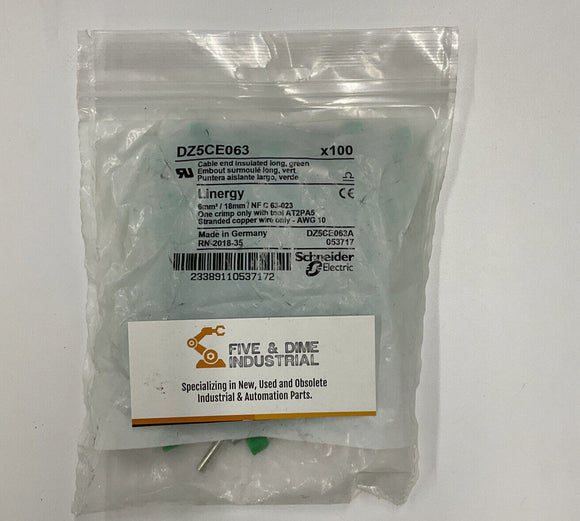 DZ5CE063 x100
Cable end insulated long, green
Embout surmoulé long, vert
Puntera aislante largo, verde
Linergy CE
6mm² / 18mm / NF C 63-023
One crimp only with tool AT2PA5
Stranded copper wire only - AWG 10
Made in Germany DZ5CE063A
RN-2018-35 053717
Schneider
Electric
23389110537172
FIVE & DIME
INDUSTRIAL
Specializing in New, Used and Obsolete
Industrial & Automation Parts.